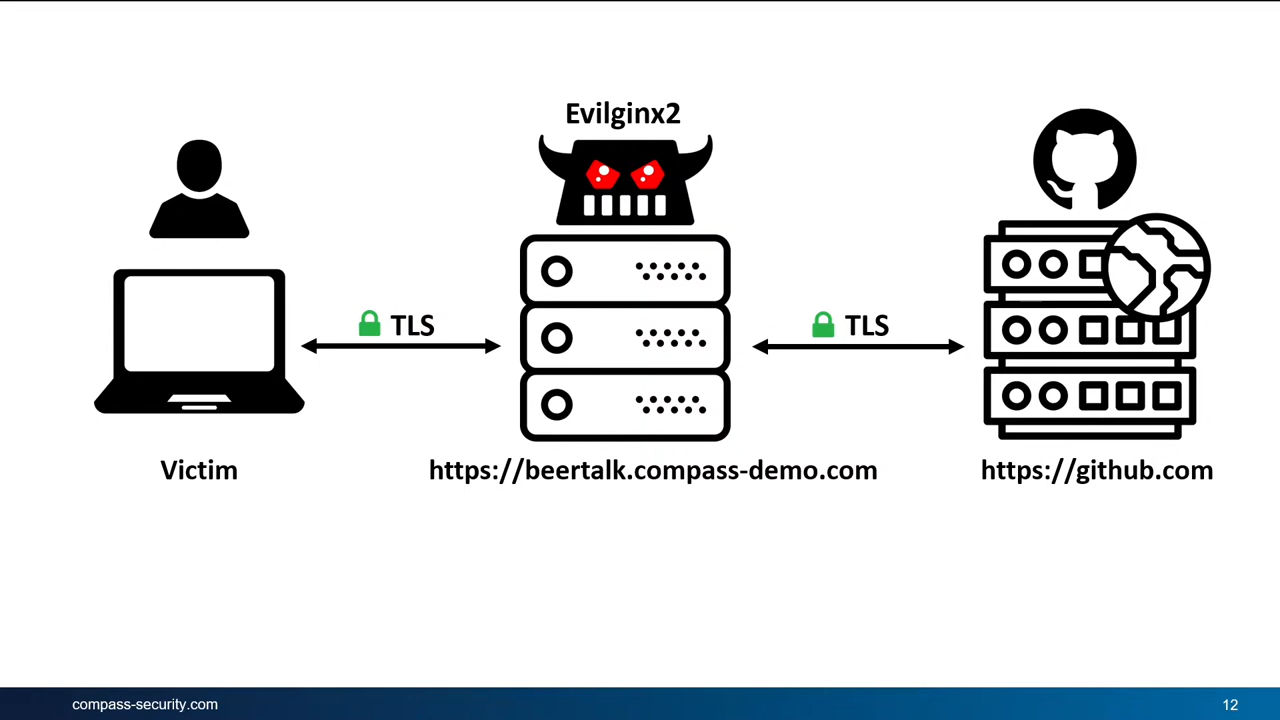 Evilginx2
TLS
TLS
Victim
https://beertalk.compass-demo.com
https://github.com
compass-security.com
12